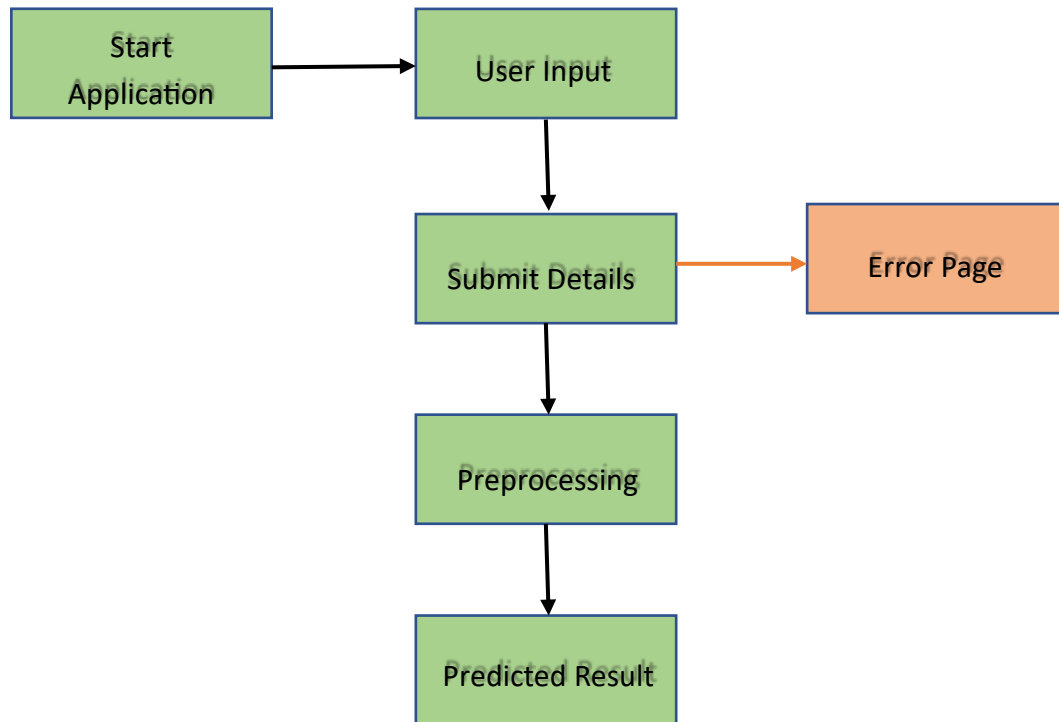 Start
Application
User Input
Submit Details
Error Page
Preprocessing
Predicted Result